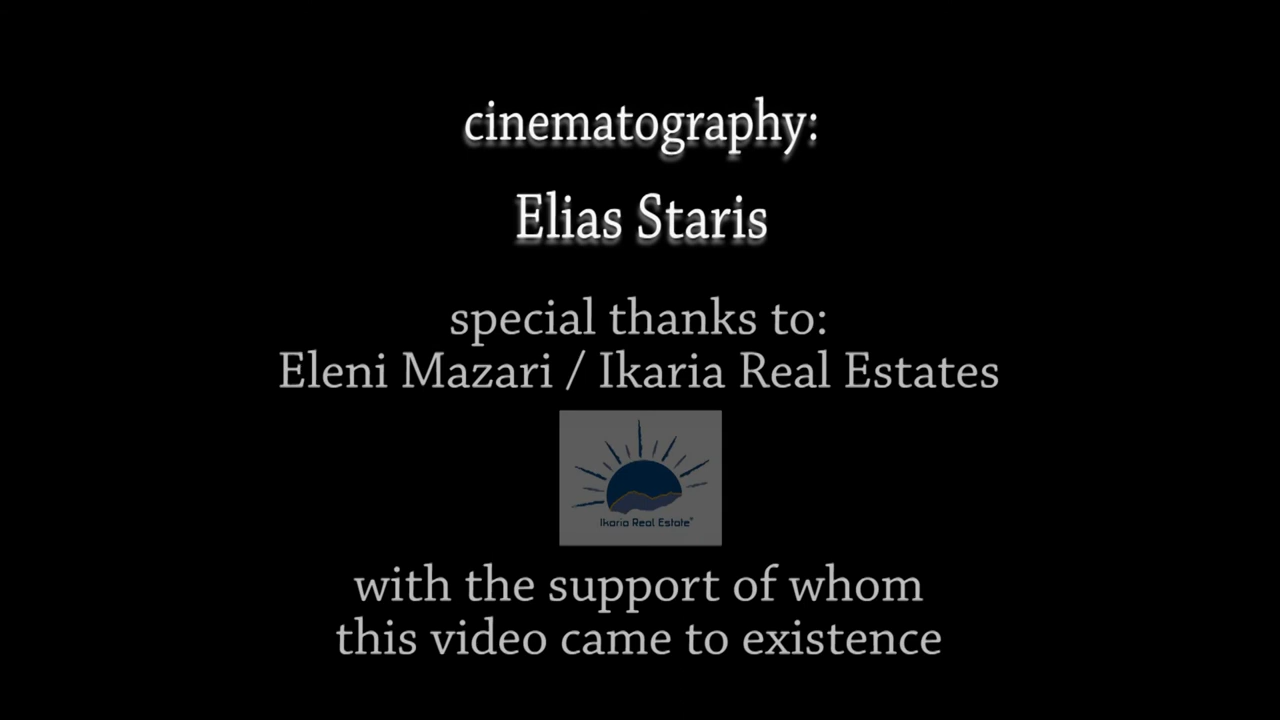 cinematography:
Elias Staris
special thanks to:
Eleni Mazari / Ikaria Real Estates
Ikaria Real Estate
with the support of whom
this video came to existence